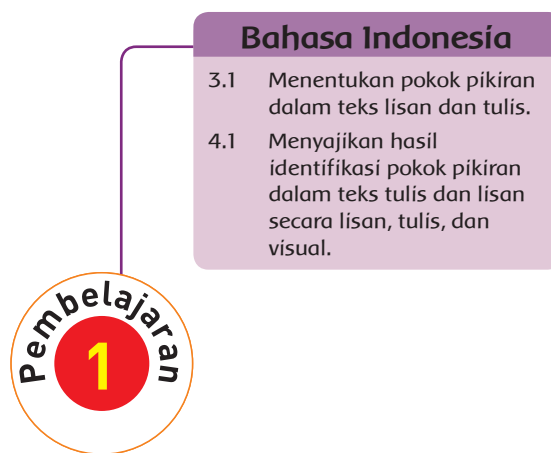 Bahasa Indonesia
3.1 Menentukan pokok pikiran
dalam teks lisan dan tulis.
4.1 Menyajikan hasil
identifikasi pokok pikiran
dalam teks tulis dan lisan
secara lisan, tulis, dan
visual.
Pembelajaran
1